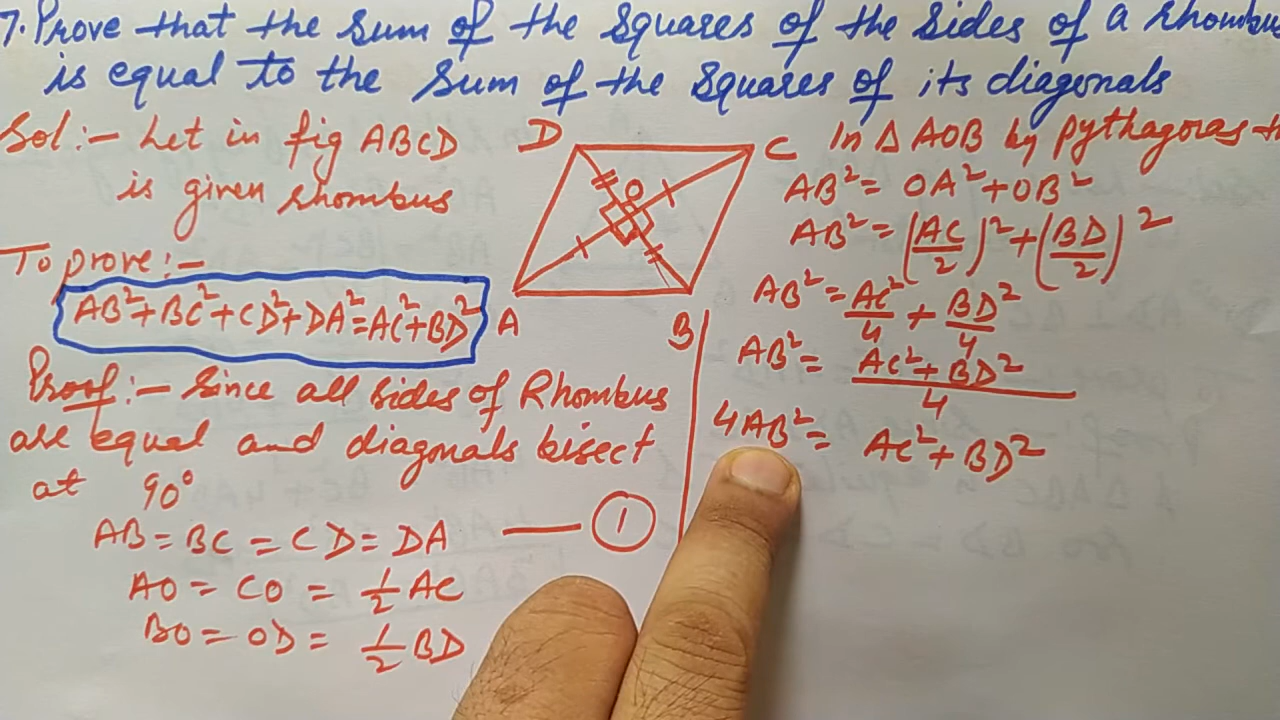 7. Prove that the sum of the squares of the sides of a rhombus
is equal to the sum of the squares of its diagonals
Sol:- Let in fig ABCD
is given rhombus
To prove:-
AB²+BC²+CD²+DA²=AC²+BD²
Proof:- Since all sides of Rhombus
are equal and diagonals bisect
at 90°
AB = BC = CD = DA —— ①
AO = CO = 1/2 AC
BO = OD = 1/2 BD
D
C
O
A
B
In Δ AOB by pythagoras
AB² = OA² + OB²
AB² = (AC/2)² + (BD/2)²
AB² = AC²/4 + BD²/4
AB² = AC² + BD²/4
4AB² = AC² + BD²